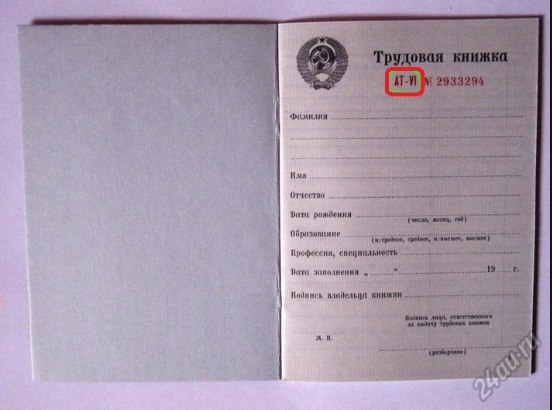 Трудовая книжка
АТ-VI № 2933294
Фамилия
Имя
Отчество
Дата рождения
(число, месяц, год)
Образование
(н/среднее, среднее, н/высшее, высшее)
Профессия, специальность
Дата заполнения „ “ 19 г.
Подпись владельца книжки
Подпись лица, ответственного
за выдачу трудовых книжек
М. П.
(разборчиво)
24au.ru